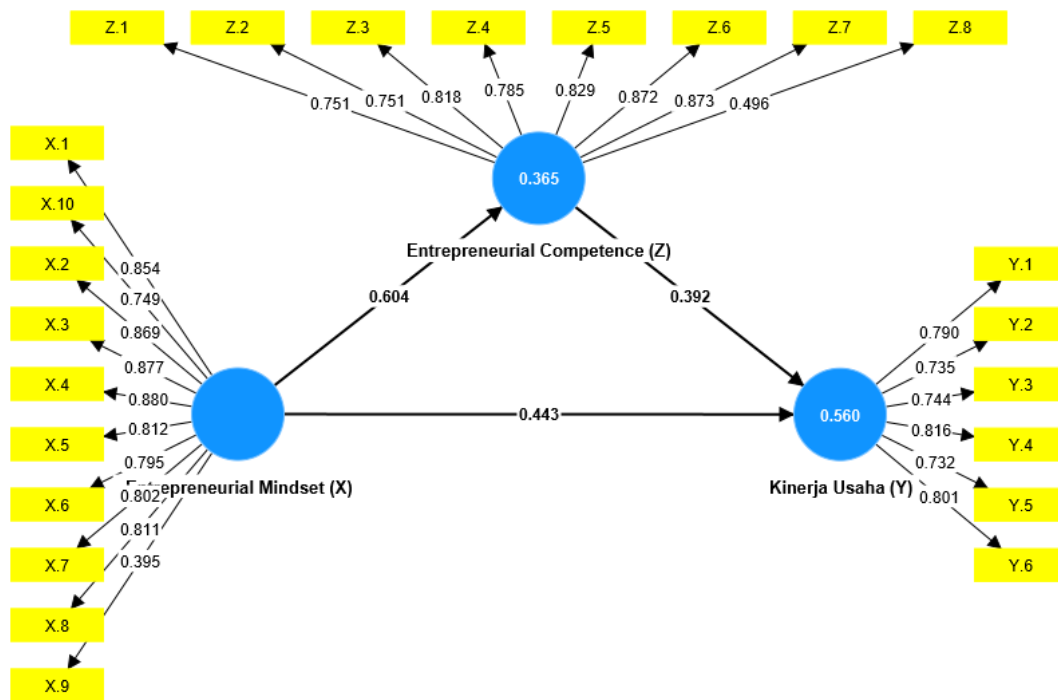 Z.1 Z.2 Z.3 Z.4 Z.5 Z.6 Z.7 Z.8
0.751 0.751 0.818 0.785 0.829 0.872 0.873 0.496
X.1
X.10
X.2
X.3
X.4
X.5
X.6
X.7
X.8
X.9
0.854
0.749
0.869
0.877
0.880
0.812
0.795
0.802
0.811
0.395
0.365
Entrepreneurial Competence (Z)
0.604
0.392
0.443
Entrepreneurial Mindset (X)
0.560
Kinerja Usaha (Y)
0.790
0.735
0.744
0.816
0.732
0.801
Y.1
Y.2
Y.3
Y.4
Y.5
Y.6